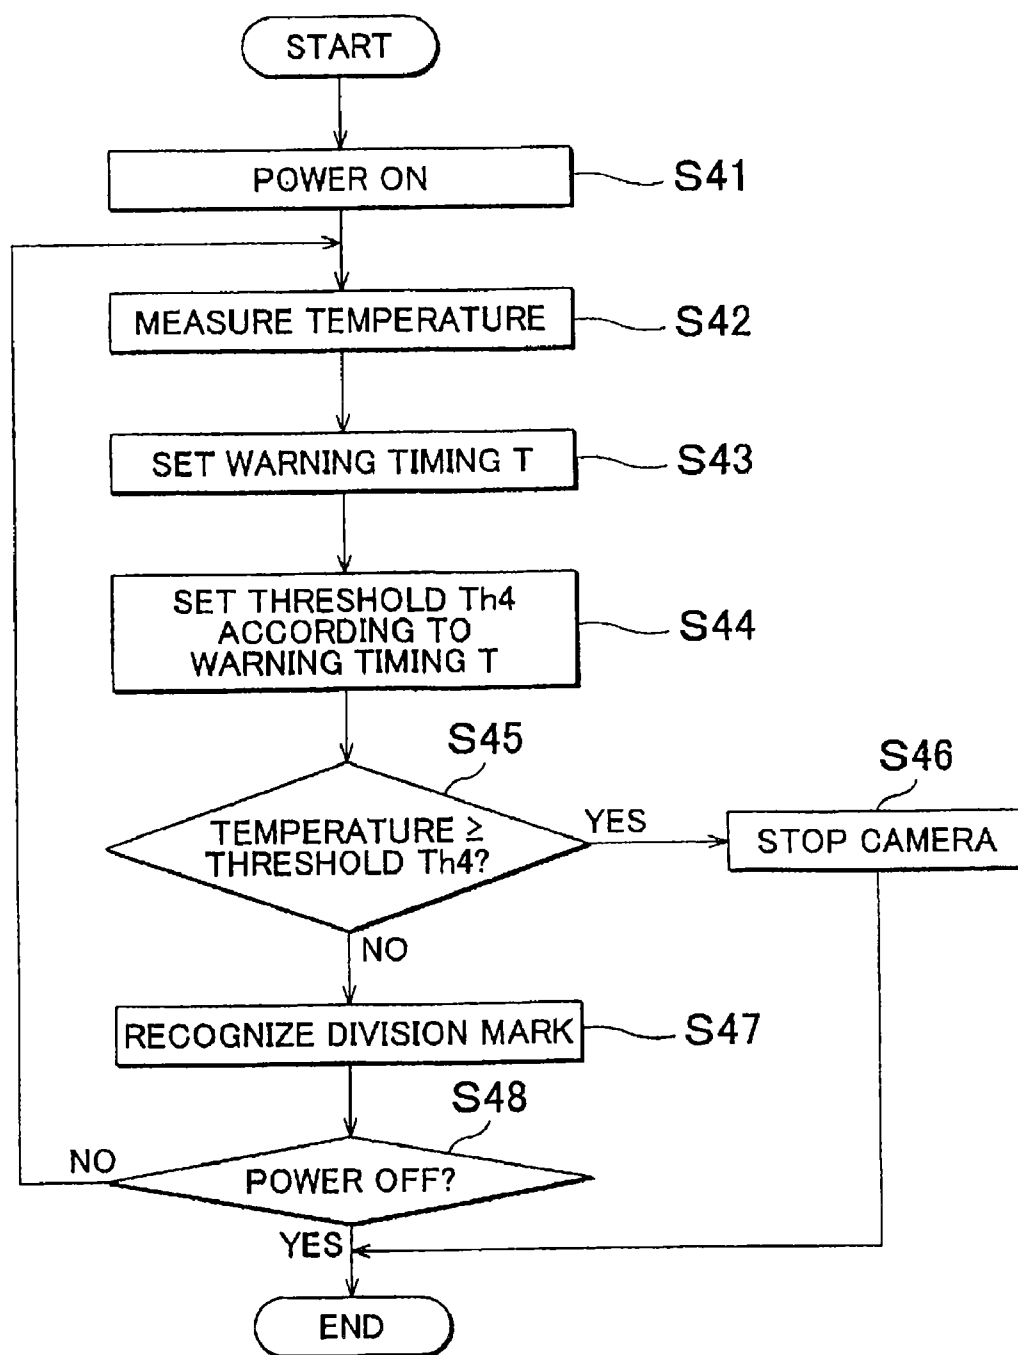 START
POWER ON
S41
MEASURE TEMPERATURE
S42
SET WARNING TIMING T
S43
SET THRESHOLD Th4
ACCORDING TO
WARNING TIMING T
S44
S45
TEMPERATURE ≥
THRESHOLD Th4?
YES
S46
STOP CAMERA
NO
RECOGNIZE DIVISION MARK
S47
S48
NO
POWER OFF?
YES
END